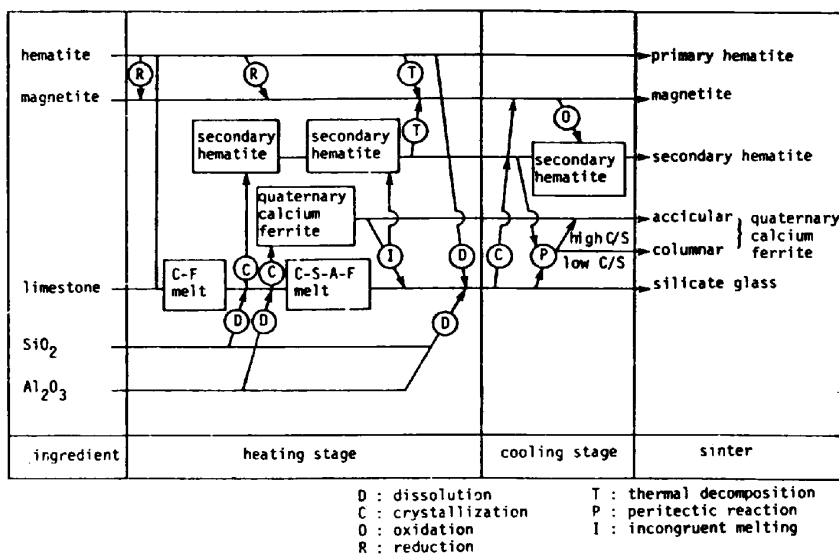 hematite
magnetite
limestone
SiO2
Al2O3
R
R
T
T
secondary
hematite
secondary
hematite
quaternary
calcium
ferrite
C-F
melt
C
C
C-S-A-F
melt
I
D
D
D
D
O
secondary
hematite
C
P
high C/S
low C/S
primary hematite
magnetite
secondary hematite
accicular
columnar
quaternary
calcium
ferrite
silicate glass
ingredient
heating stage
cooling stage
sinter
D : dissolution
C : crystallization
O : oxidation
R : reduction
T : thermal decomposition
P : peritectic reaction
I : incongruent melting